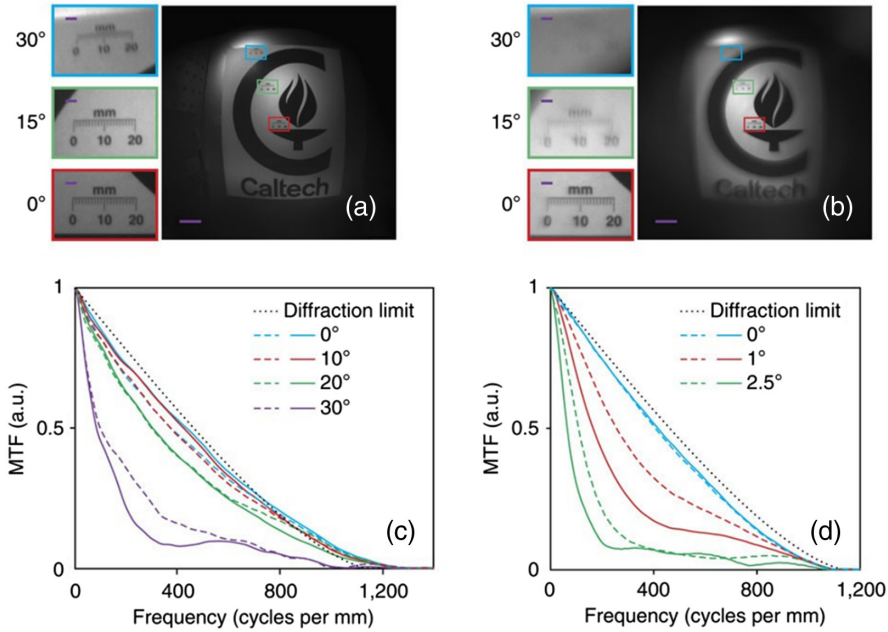 30°
mm
0 10 20
15°
mm
0 10 20
0°
mm
0 10 20
Caltech
(a)
30°
15°
mm
0 10 20
0°
mm
0 10 20
Caltech
(b)
1
0.5
0
MTF (a.u.)
Diffraction limit
0°
10°
20°
30°
(c)
0 400 800 1,200
Frequency (cycles per mm)
1
0.5
0
MTF (a.u.)
Diffraction limit
0°
1°
2.5°
(d)
0 400 800 1,200
Frequency (cycles per mm)